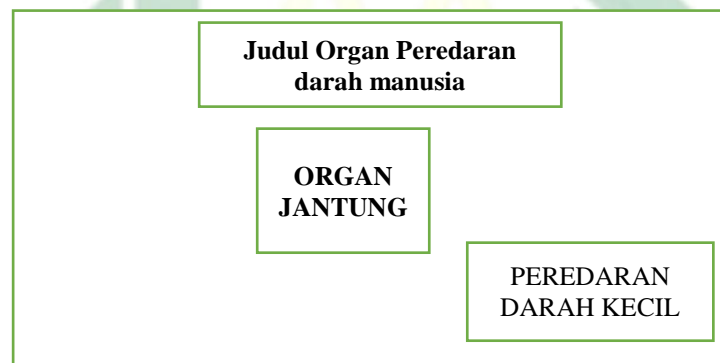 Judul Organ Peredaran
darah manusia
ORGAN
JANTUNG
PEREDARAN
DARAH KECIL